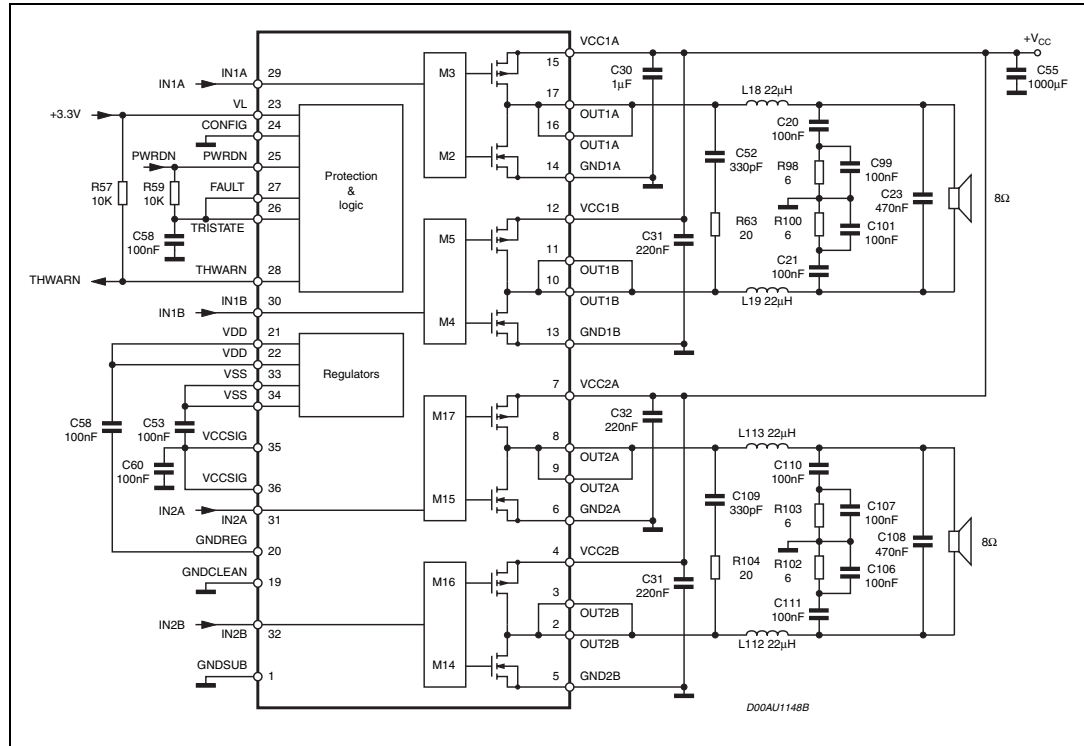 IN1A
IN1A
29
+3.3V
VL
23
CONFIG
24
PWRDN
PWRDN
25
R57
10K
R59
10K
FAULT
27
26
TRISTATE
C58
100nF
THWARN
THWARN
28
IN1B
IN1B
30
Protection
&
logic
VDD
21
VDD
22
VSS
33
VSS
34
Regulators
C58
100nF
C53
100nF
VCCSIG
35
C60
100nF
VCCSIG
36
IN2A
IN2A
31
GNDREG
20
GNDCLEAN
19
IN2B
IN2B
32
GNDSUB
1
M3
M2
M5
M4
M17
M15
M16
M14
VCC1A
15
17
OUT1A
16
OUT1A
14
GND1A
12
VCC1B
11
OUT1B
10
OUT1B
13
GND1B
7
VCC2A
8
OUT2A
9
OUT2A
6
GND2A
4
VCC2B
3
OUT2B
2
OUT2B
5
GND2B
C30
1µF
C31
220nF
C32
220nF
C31
220nF
+VCC
C55
1000µF
L18 22µH
C52
330pF
R63
20
C20
100nF
R98
6
C99
100nF
R100
6
C101
100nF
C21
100nF
C23
470nF
8Ω
L19 22µH
L113 22µH
C109
330pF
R104
20
C110
100nF
R103
6
C107
100nF
R102
6
C106
100nF
C111
100nF
C108
470nF
8Ω
L112 22µH
D00AU1148B